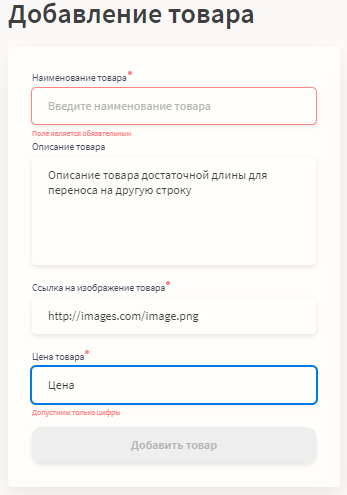 Добавление товара
Наименование товара
Введите наименование товара
Поле является обязательным
Описание товара
Описание товара достаточной длины для
переноса на другую строку
Ссылка на изображение товара
http://images.com/image.png
Цена товара
Цена
Допустимы только цифры
Добавить товар